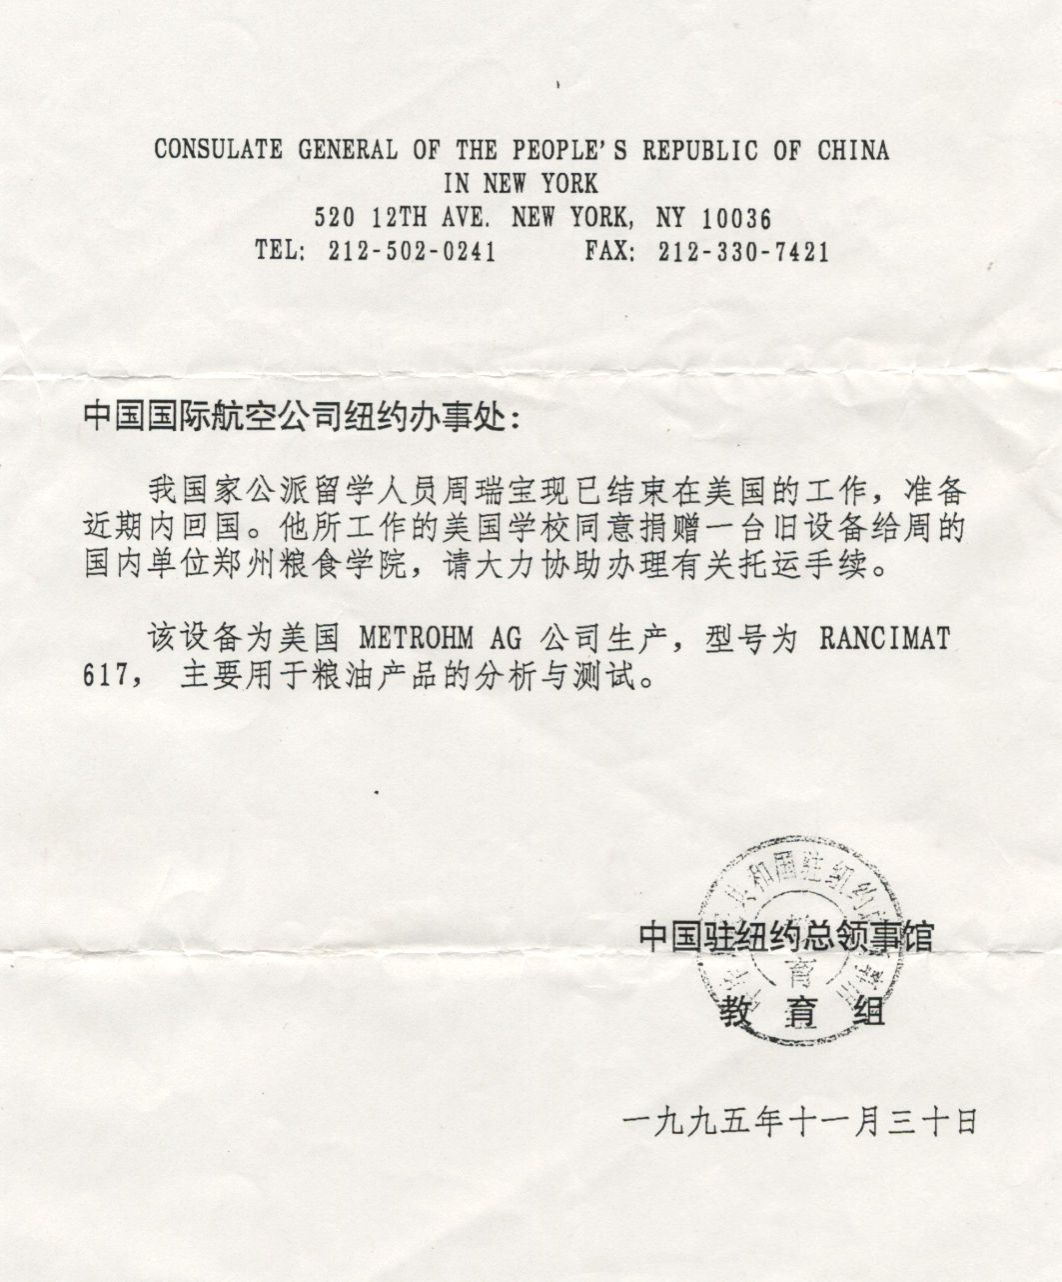 CONSULATE GENERAL OF THE PEOPLE'S REPUBLIC OF CHINA
IN NEW YORK
520 12TH AVE. NEW YORK, NY 10036
TEL: 212-502-0241 FAX: 212-330-7421
中国国际航空公司纽约办事处:
我国家公派留学人员周瑞宝现已结束在美国的工作，准备
近期内回国。他所工作的美国学校同意捐赠一台旧设备给周的
国内单位郑州粮食学院，请大力协助办理有关托运手续。
该设备为美国 METROHM AG 公司生产，型号为 RANCIMAT
617， 主要用于粮油产品的分析与测试。
共和国驻纽约
育
中国驻纽约总领事馆
教 育 组
一九九五年十一月三十日